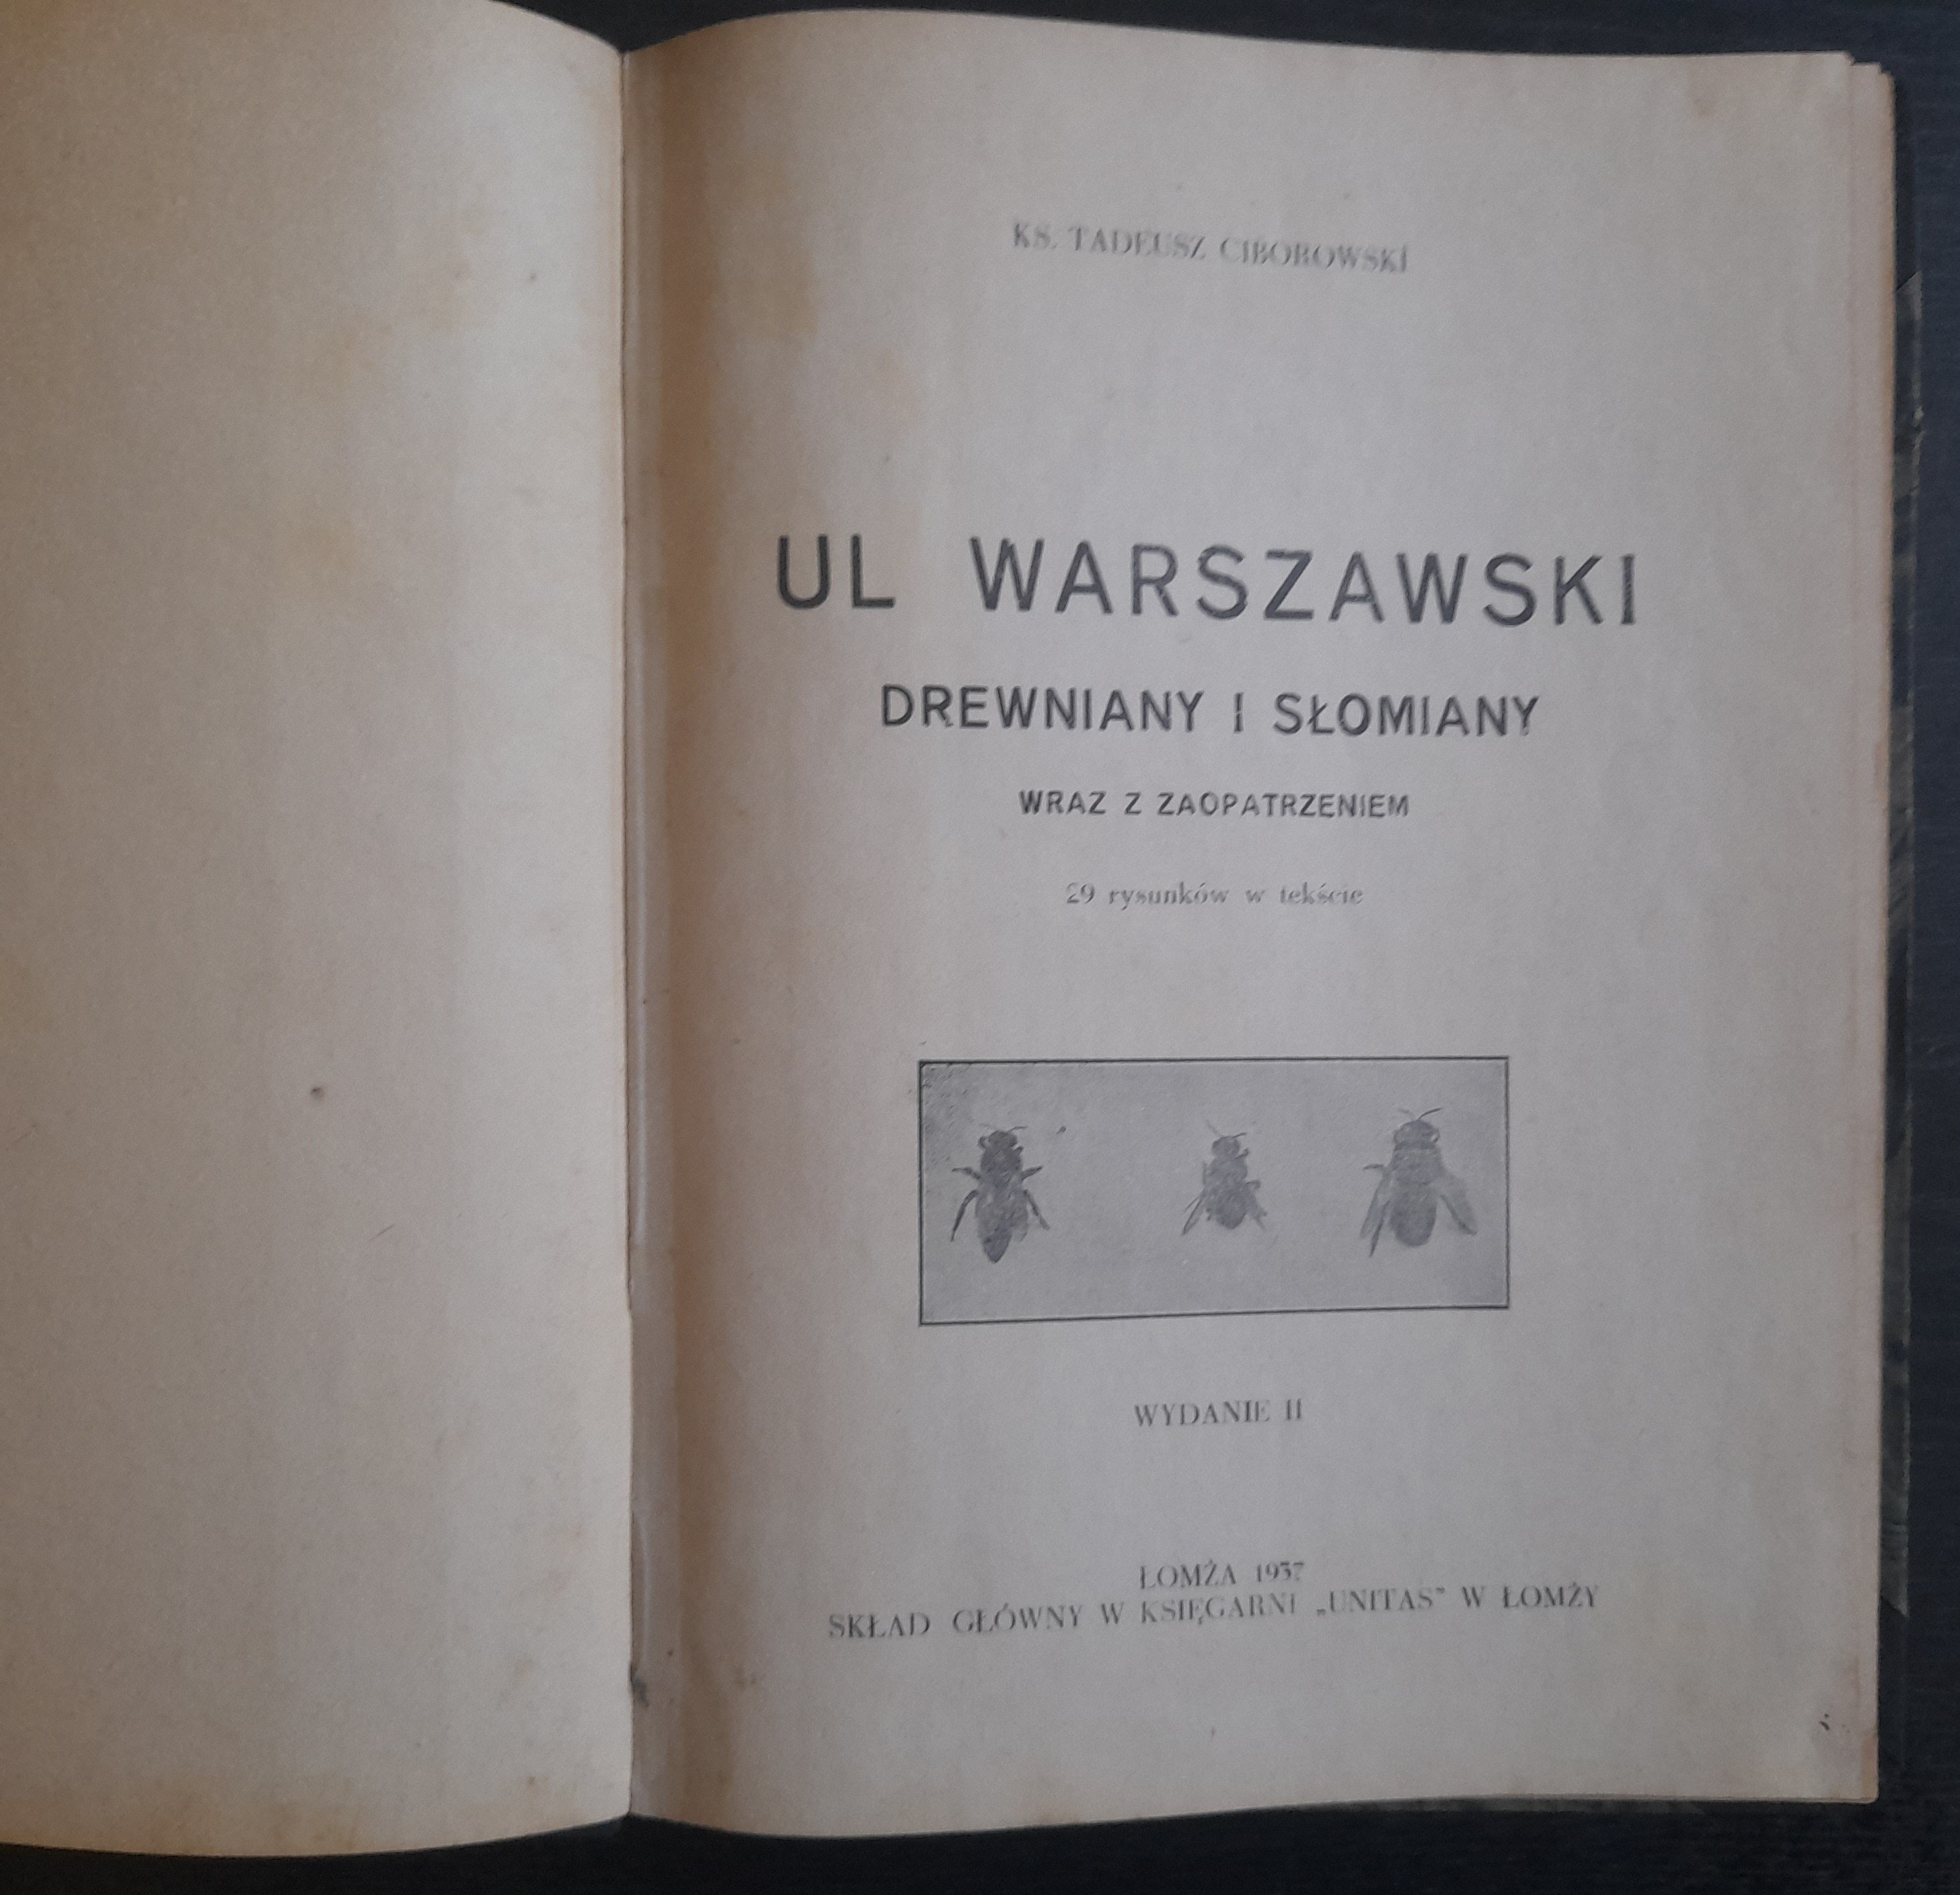 KS. TADEUSZ CIBOROWSKI
UL WARSZAWSKI
DREWNIANY I SŁOMIANY
WRAZ Z ZAOPATRZENIEM
29 rysunków w tekście
WYDANIE II
ŁOMŻA 1937
SKŁAD GŁÓWNY W KSIĘGARNI „UNITAS” W ŁOMŻY